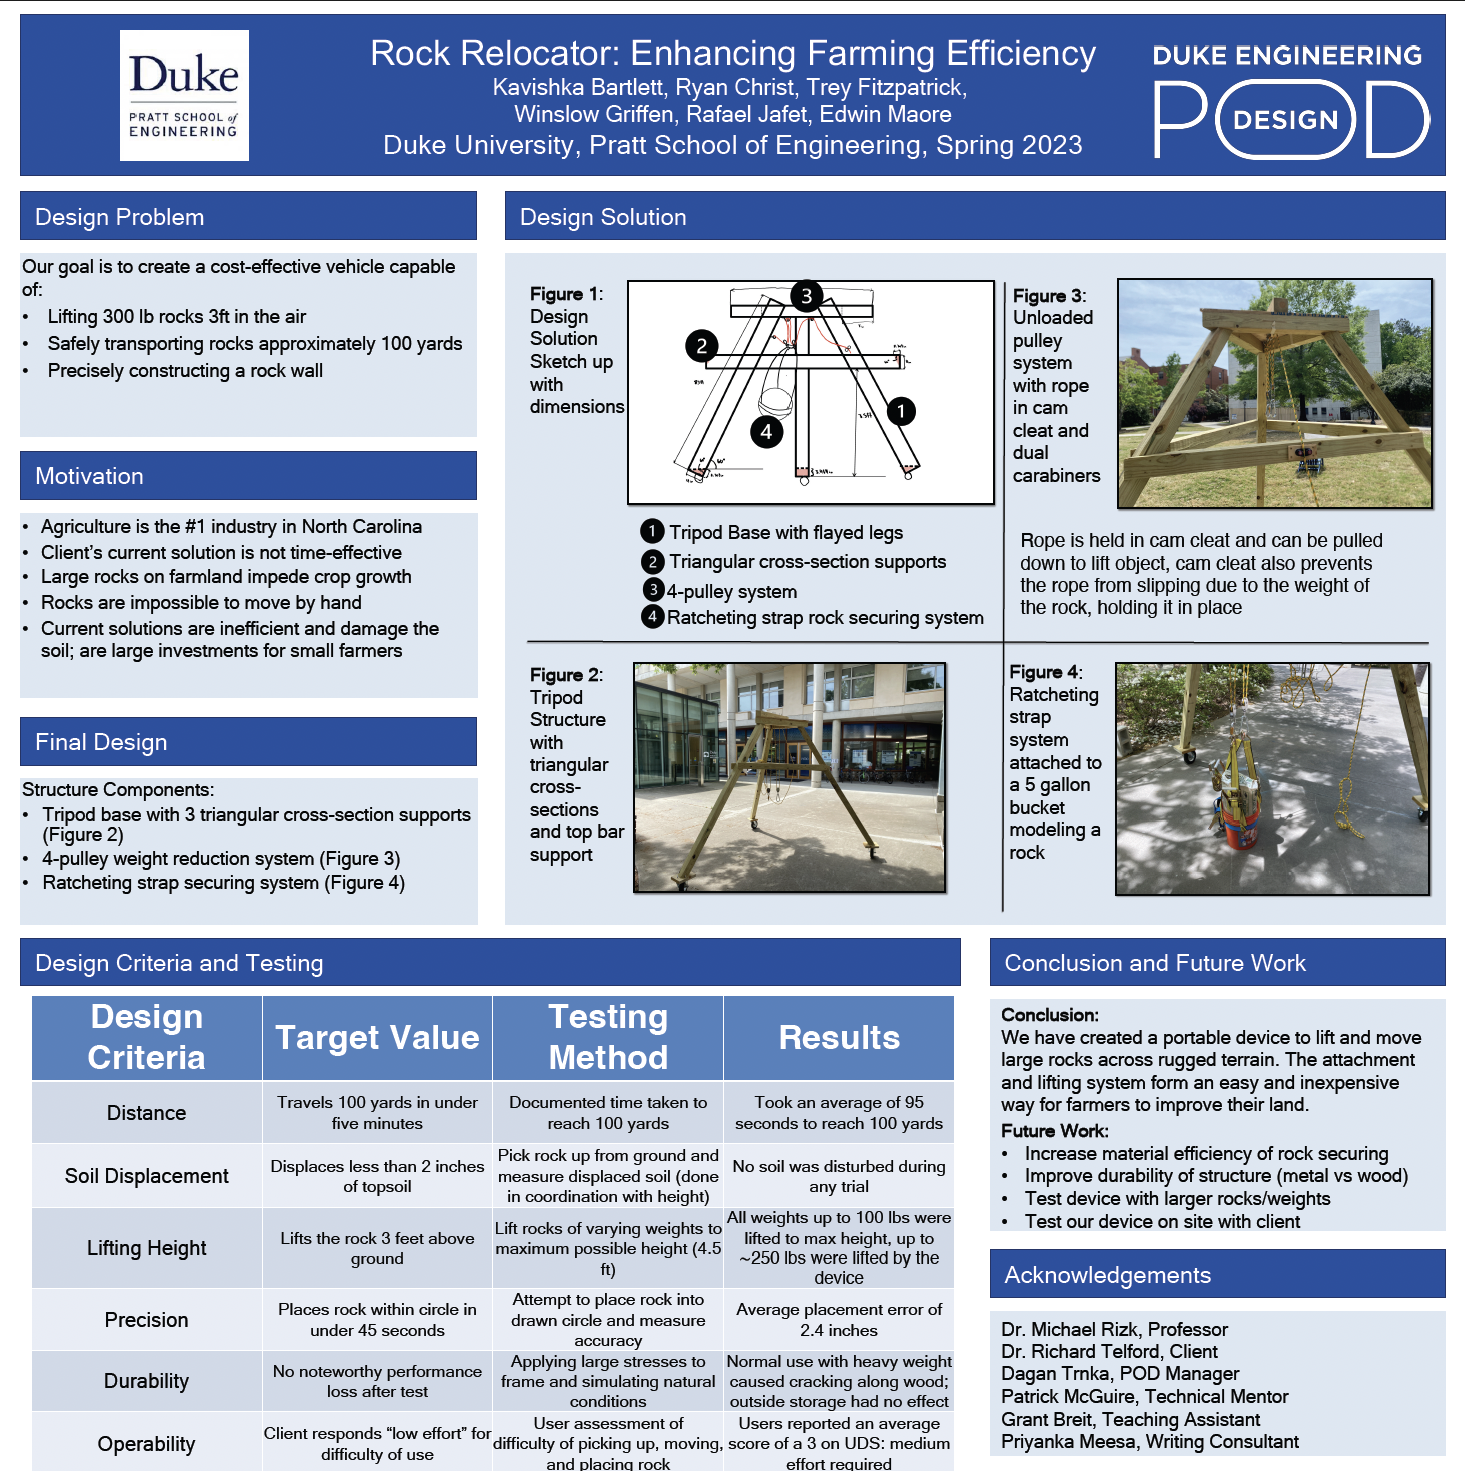 Duke
PRATT SCHOOL of
ENGINEERING
Rock Relocator: Enhancing Farming Efficiency
Kavishka Bartlett, Ryan Christ, Trey Fitzpatrick,
Winslow Griffen, Rafael Jafet, Edwin Maore
Duke University, Pratt School of Engineering, Spring 2023
DUKE ENGINEERING
POD
DESIGN
Design Problem
Our goal is to create a cost-effective vehicle capable
of:
• Lifting 300 lb rocks 3ft in the air
• Safely transporting rocks approximately 100 yards
• Precisely constructing a rock wall
Motivation
• Agriculture is the #1 industry in North Carolina
• Client’s current solution is not time-effective
• Large rocks on farmland impede crop growth
• Rocks are impossible to move by hand
• Current solutions are inefficient and damage the
soil; are large investments for small farmers
Final Design
Structure Components:
• Tripod base with 3 triangular cross-section supports
(Figure 2)
• 4-pulley weight reduction system (Figure 3)
• Ratcheting strap securing system (Figure 4)
Design Solution
Figure 1:
Design
Solution
Sketch up
with
dimensions
3
2
1
4
1 Tripod Base with flayed legs
2 Triangular cross-section supports
3 4-pulley system
4 Ratcheting strap rock securing system
Figure 3:
Unloaded
pulley
system
with rope
in cam
cleat and
dual
carabiners
Rope is held in cam cleat and can be pulled
down to lift object, cam cleat also prevents
the rope from slipping due to the weight of
the rock, holding it in place
Figure 2:
Tripod
Structure
with
triangular
cross-
sections
and top bar
support
Figure 4:
Ratcheting
strap
system
attached to
a 5 gallon
bucket
modeling a
rock
Design Criteria and Testing
Design
Criteria
Target Value
Testing
Method
Results
Distance
Travels 100 yards in under
five minutes
Documented time taken to
reach 100 yards
Took an average of 95
seconds to reach 100 yards
Soil Displacement
Displaces less than 2 inches
of topsoil
Pick rock up from ground and
measure displaced soil (done
in coordination with height)
No soil was disturbed during
any trial
Lifting Height
Lifts the rock 3 feet above
ground
Lift rocks of varying weights to
maximum possible height (4.5
ft)
All weights up to 100 lbs were
lifted to max height, up to
~250 lbs were lifted by the
device
Precision
Places rock within circle in
under 45 seconds
Attempt to place rock into
drawn circle and measure
accuracy
Average placement error of
2.4 inches
Durability
No noteworthy performance
loss after test
Applying large stresses to
frame and simulating natural
conditions
Normal use with heavy weight
caused cracking along wood;
outside storage had no effect
Operability
Client responds “low effort” for
difficulty of use
User assessment of
difficulty of picking up, moving,
and placing rock
Users reported an average
score of a 3 on UDS: medium
effort required
Conclusion and Future Work
Conclusion:
We have created a portable device to lift and move
large rocks across rugged terrain. The attachment
and lifting system form an easy and inexpensive
way for farmers to improve their land.
Future Work:
• Increase material efficiency of rock securing
• Improve durability of structure (metal vs wood)
• Test device with larger rocks/weights
• Test our device on site with client
Acknowledgements
Dr. Michael Rizk, Professor
Dr. Richard Telford, Client
Dagan Trnka, POD Manager
Patrick McGuire, Technical Mentor
Grant Breit, Teaching Assistant
Priyanka Meesa, Writing Consultant